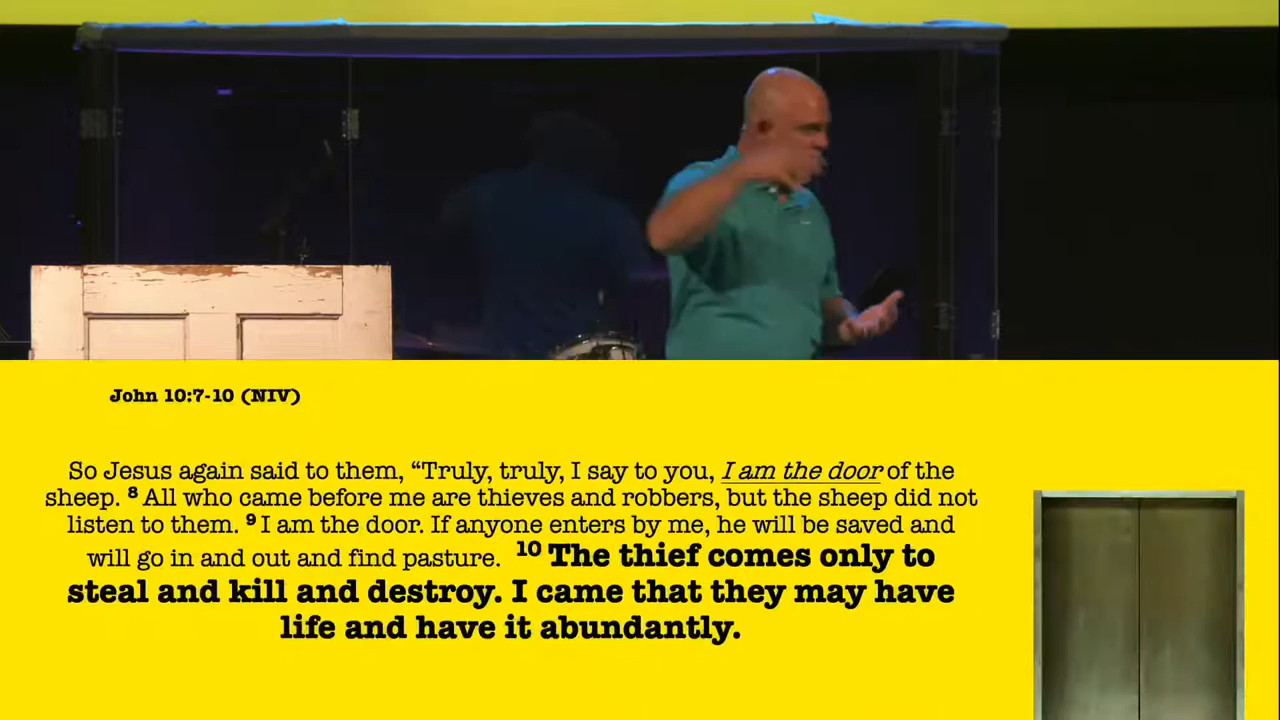 John 10:7-10 (NIV)
So Jesus again said to them, “Truly, truly, I say to you, I am the door of the
sheep. 8 All who came before me are thieves and robbers, but the sheep did not
listen to them. 9 I am the door. If anyone enters by me, he will be saved and
will go in and out and find pasture. 10 The thief comes only to
steal and kill and destroy. I came that they may have
life and have it abundantly.